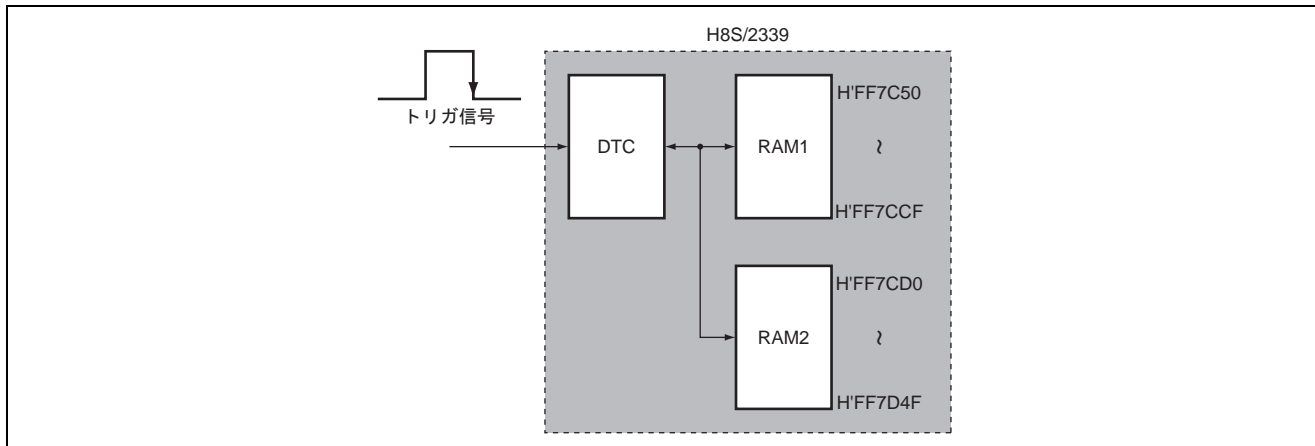 H8S/2339
トリガ信号
DTC
RAM1
H'FF7C50
~
H'FF7CCF
RAM2
H'FF7CD0
~
H'FF7D4F